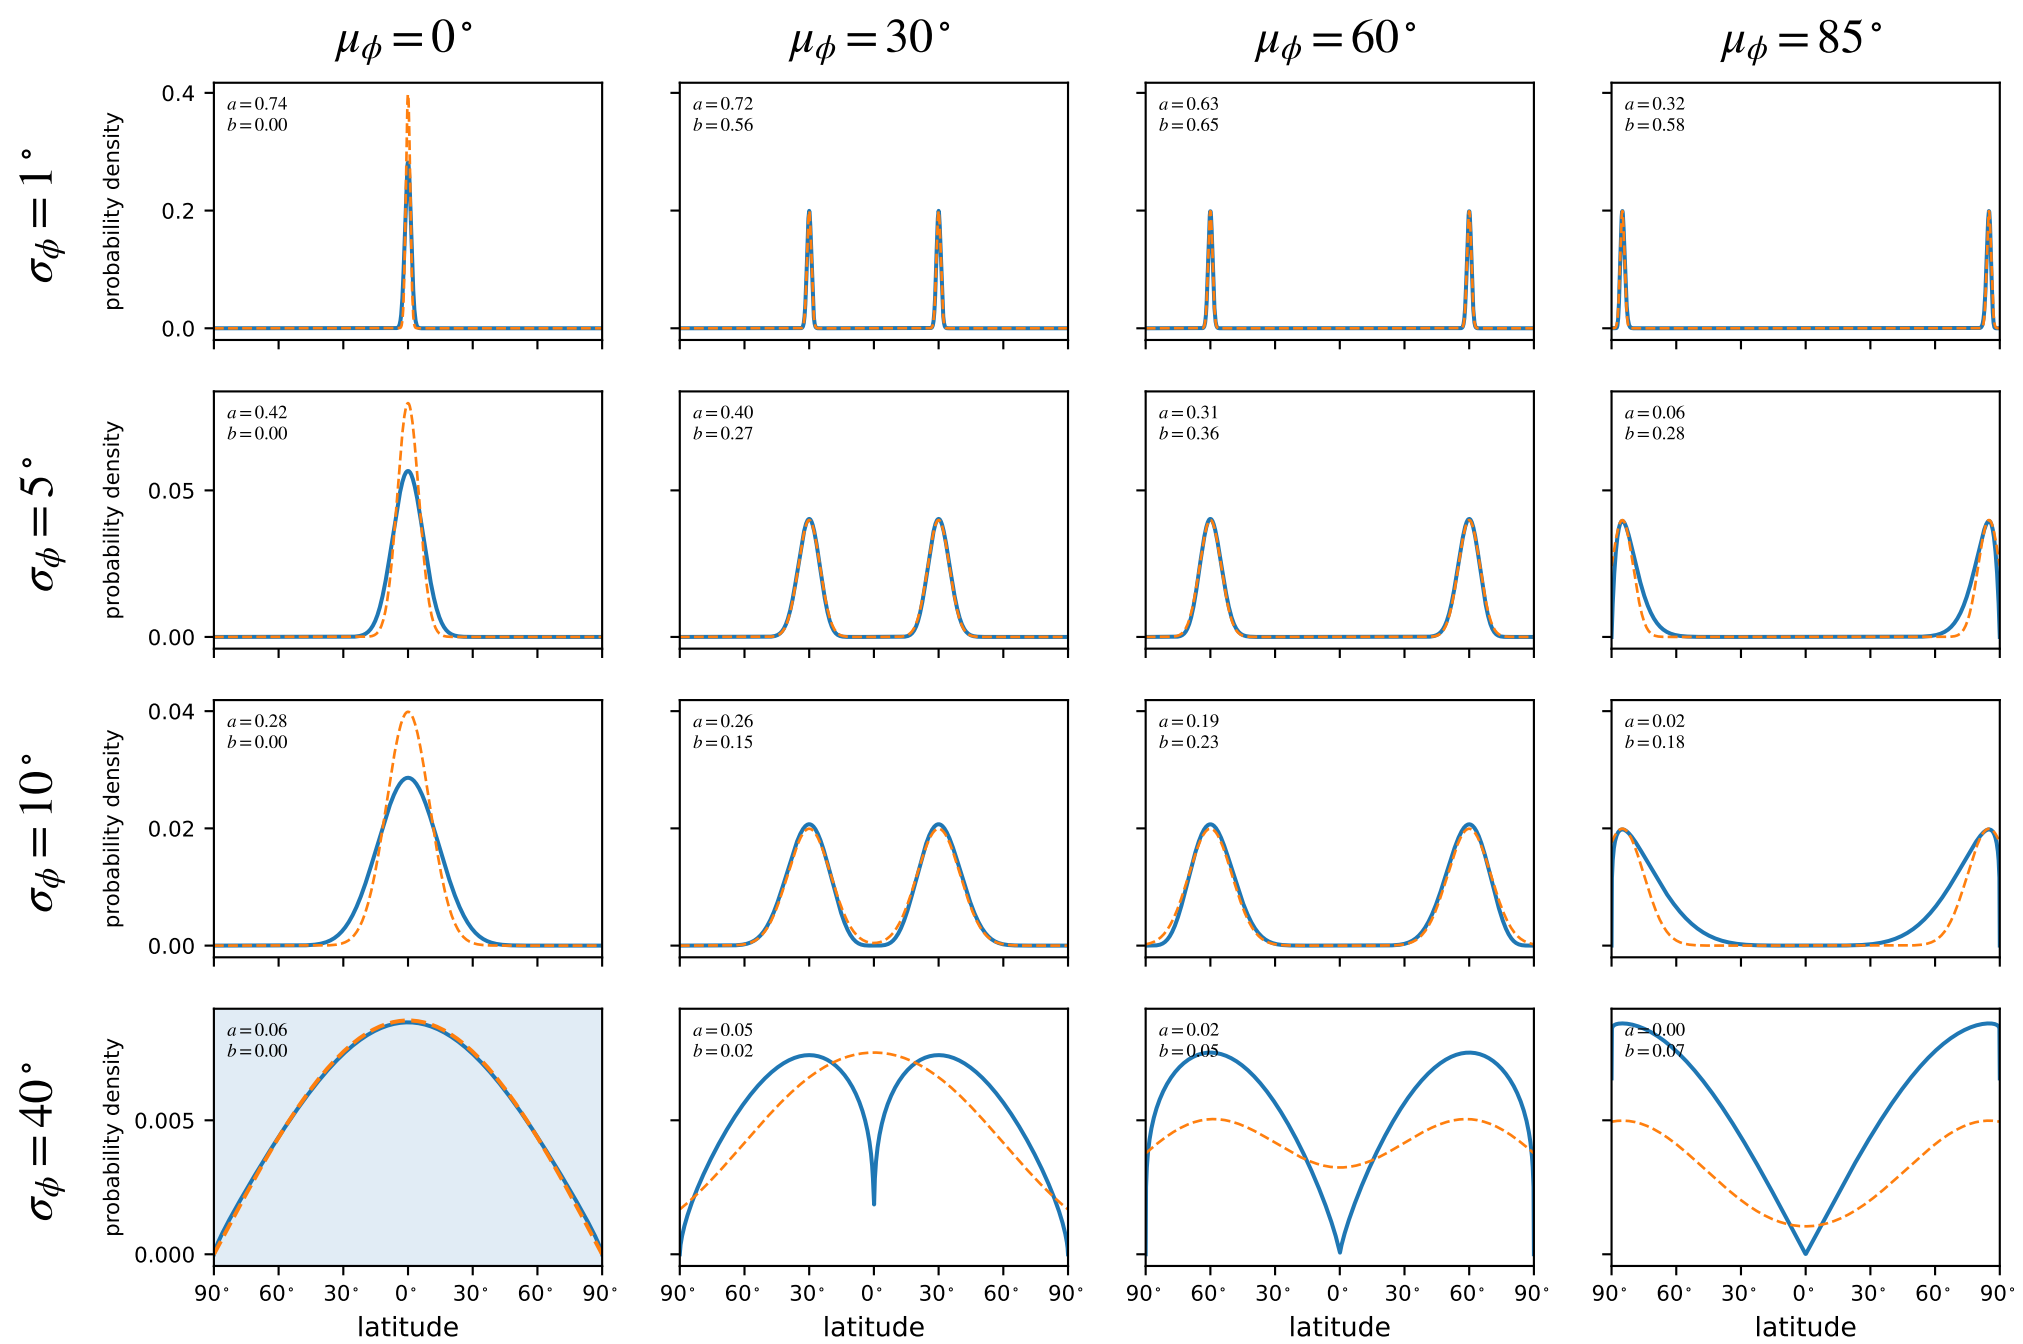 μϕ = 0° μϕ = 30° μϕ = 60° μϕ = 85°
σϕ = 1°
probability density
0.4
0.2
0.0
a = 0.74
b = 0.00
a = 0.72
b = 0.56
a = 0.63
b = 0.65
a = 0.32
b = 0.58
σϕ = 5°
probability density
0.05
0.00
a = 0.42
b = 0.00
a = 0.40
b = 0.27
a = 0.31
b = 0.36
a = 0.06
b = 0.28
σϕ = 10°
probability density
0.04
0.02
0.00
a = 0.28
b = 0.00
a = 0.26
b = 0.15
a = 0.19
b = 0.23
a = 0.02
b = 0.18
σϕ = 40°
probability density
0.005
0.000
a = 0.06
b = 0.00
a = 0.05
b = 0.02
a = 0.02
b = 0.05
a = 0.00
b = 0.07
90° 60° 30° 0° 30° 60° 90°
90° 60° 30° 0° 30° 60° 90°
90° 60° 30° 0° 30° 60° 90°
90° 60° 30° 0° 30° 60° 90°
latitude latitude latitude latitude